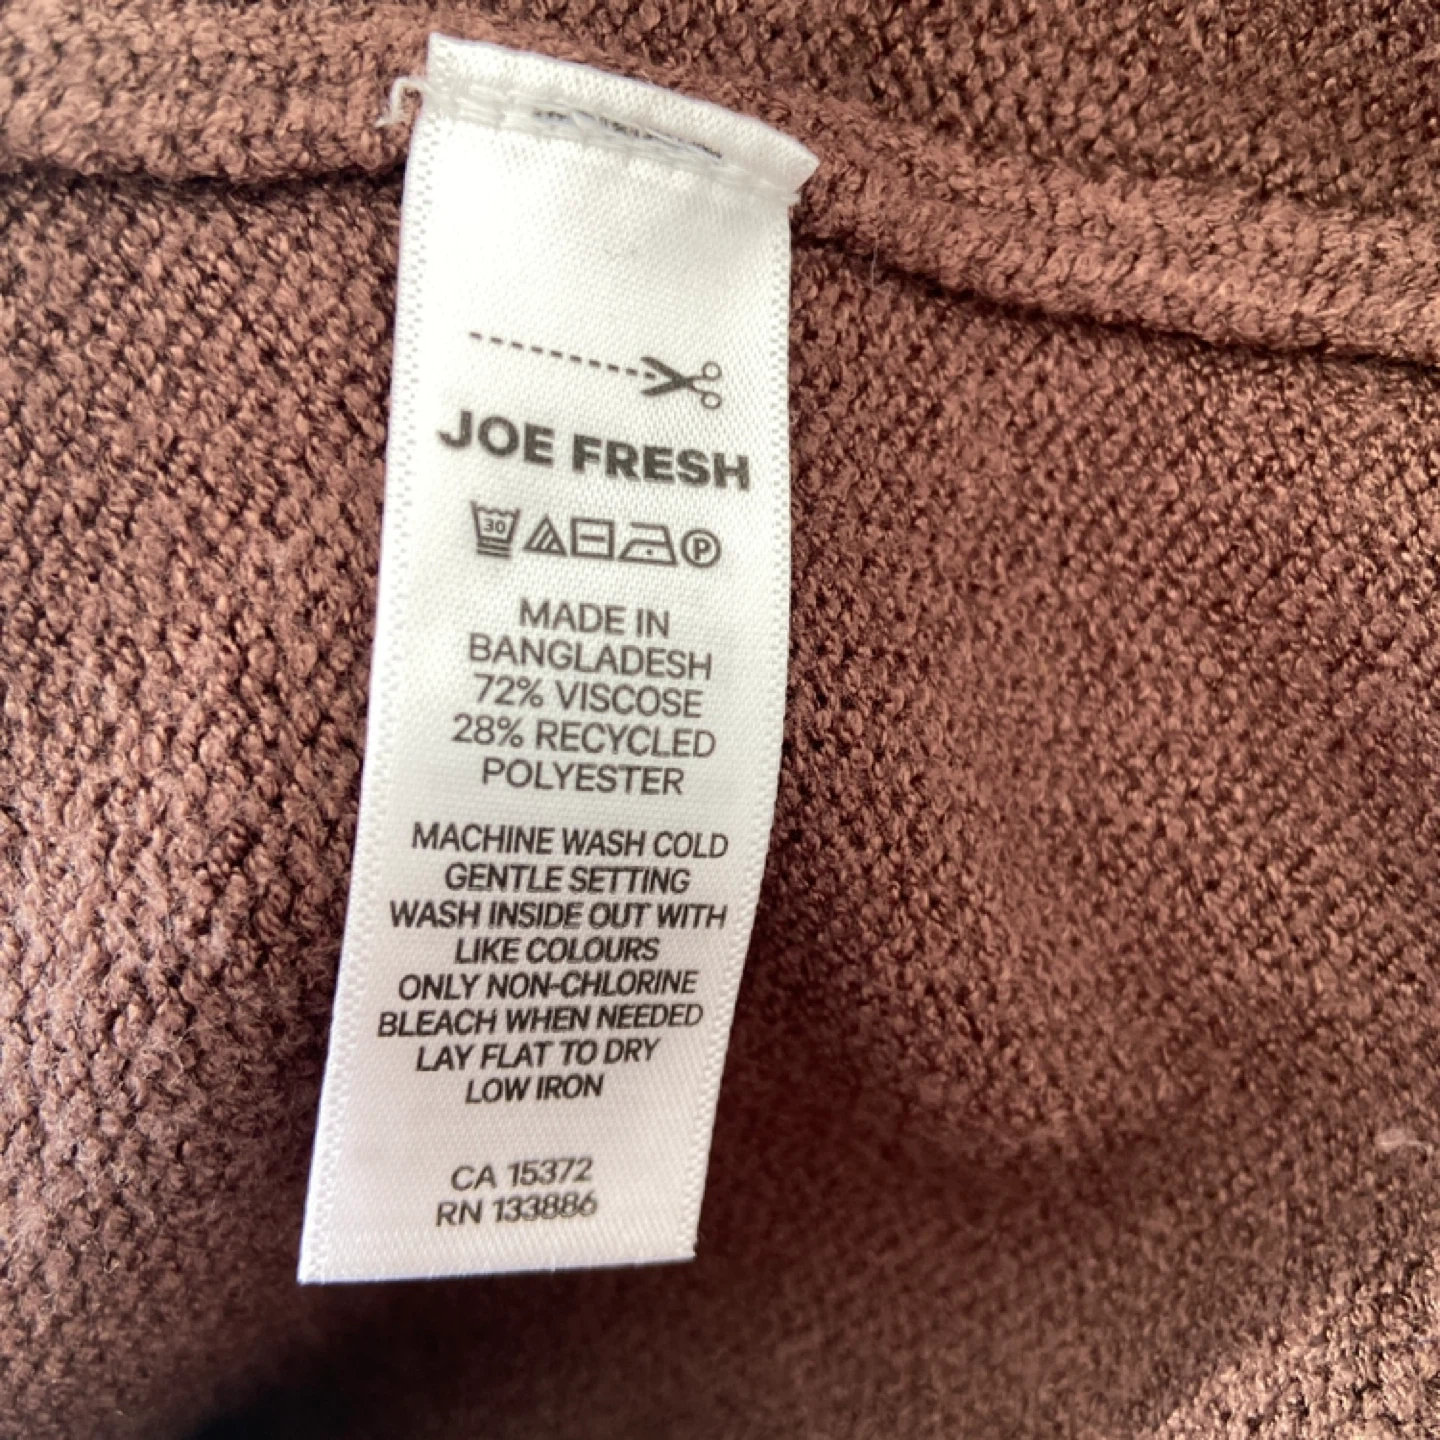 JOE FRESH
30
P
MADE IN
BANGLADESH
72% VISCOSE
28% RECYCLED
POLYESTER
MACHINE WASH COLD
GENTLE SETTING
WASH INSIDE OUT WITH
LIKE COLOURS
ONLY NON-CHLORINE
BLEACH WHEN NEEDED
LAY FLAT TO DRY
LOW IRON
CA 15372
RN 133886